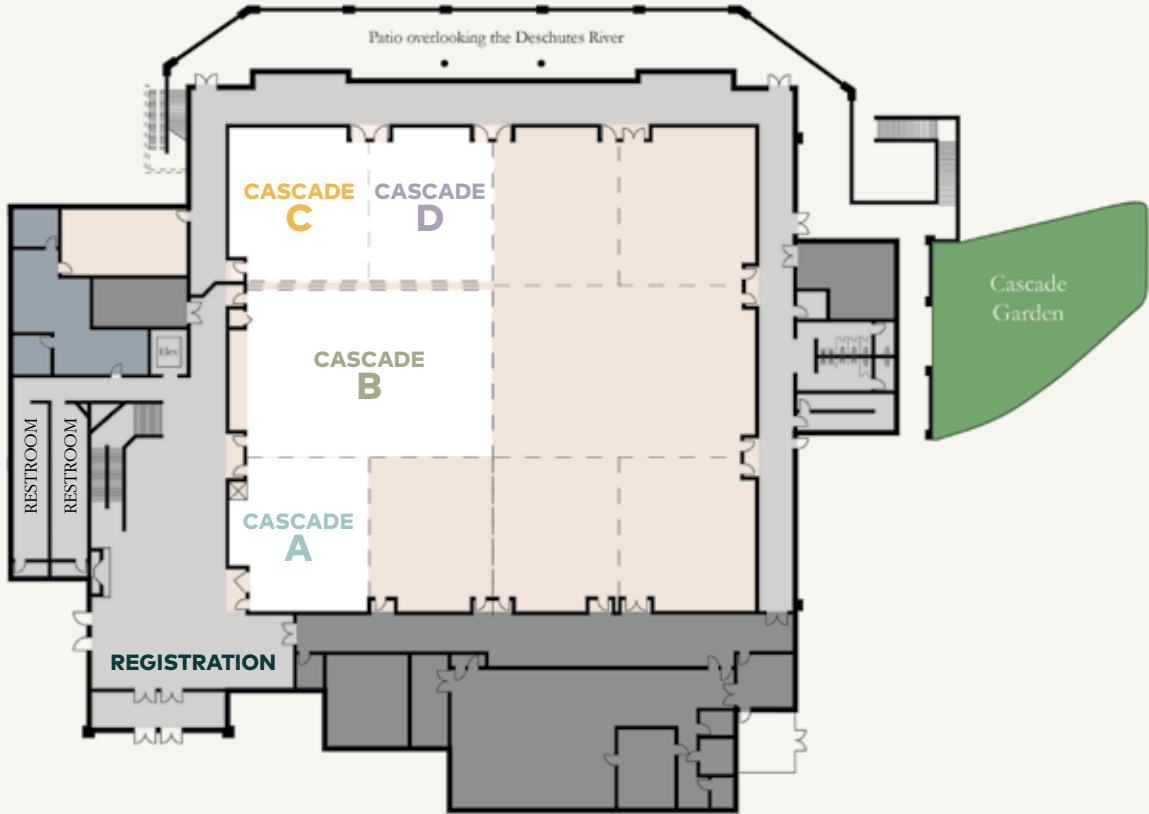 Patio overlooking the Deschutes River
CASCADE
C
CASCADE
D
Cascade
Garden
Elev
CASCADE
B
RESTROOM
RESTROOM
CASCADE
A
REGISTRATION